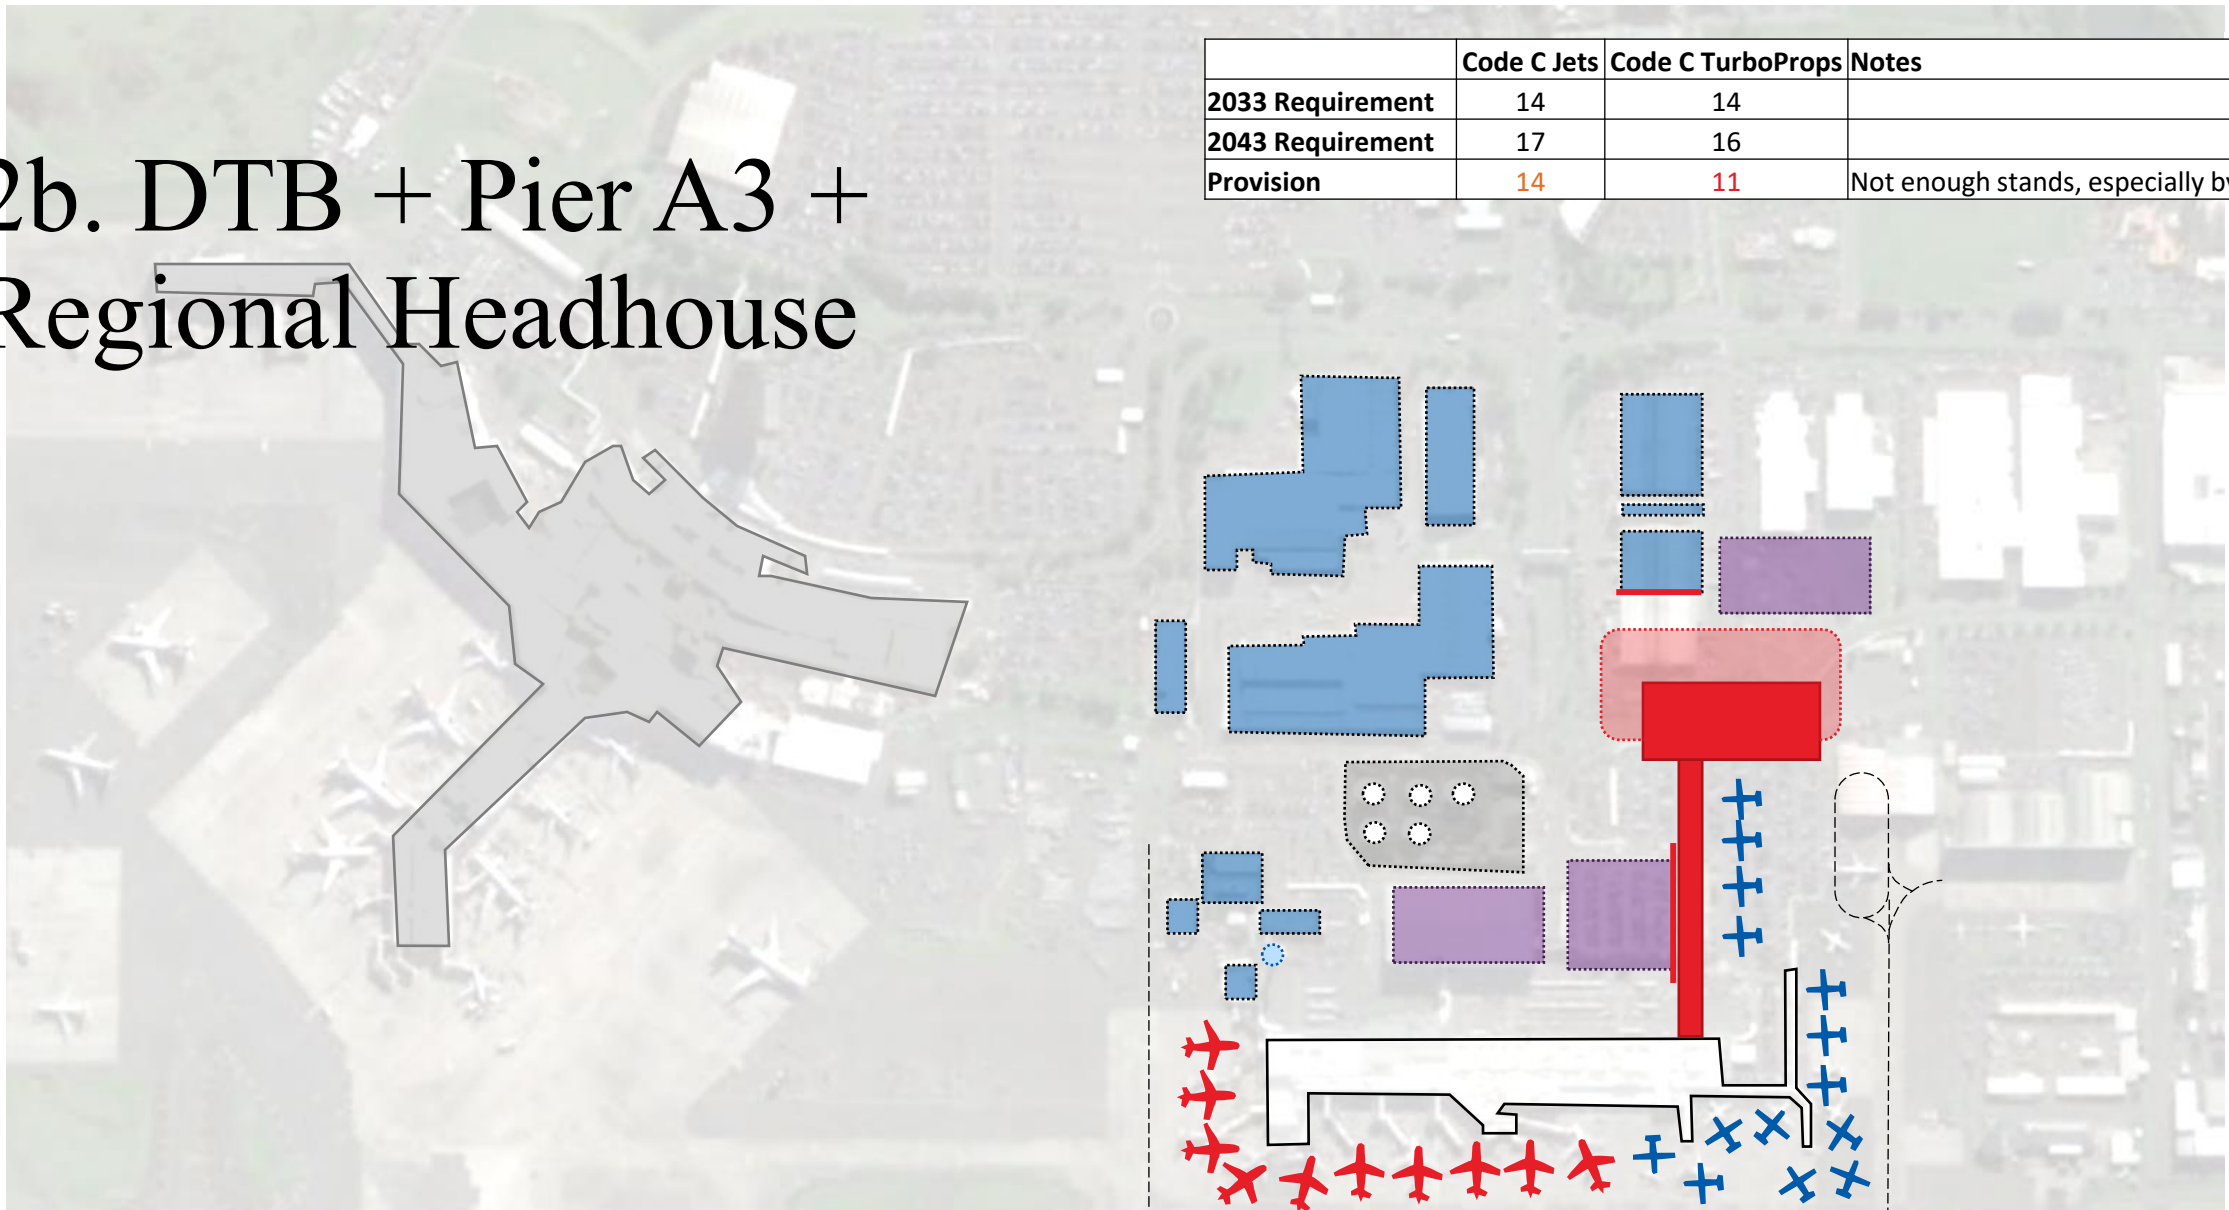 2b. DTB + Pier A3 +
Regional Headhouse
Code C Jets Code C TurboProps Notes
2033 Requirement 14 14
2043 Requirement 17 16
Provision 14 11 Not enough stands, especially by